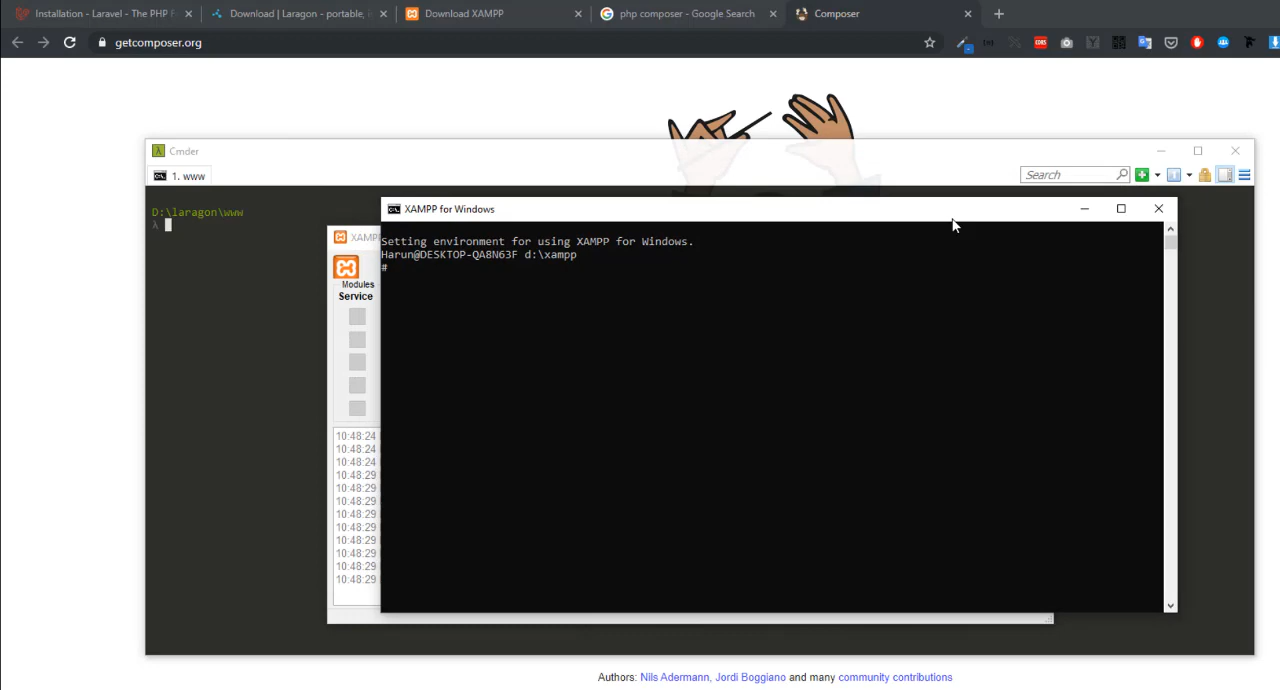 Installation - Laravel - The PHP F
Download | Laragon - portable, i
Download XAMPP
php composer - Google Search
Composer
getcomposer.org
CORS
Cmder
1. www
Search
D:\laragon\www
λ
XAMPP for Windows
XAMPP
Setting environment for using XAMPP for Windows.
Harun@DESKTOP-QA8N63F d:\xampp
#
Modules
Service
10:48:24
10:48:24
10:48:24
10:48:29
10:48:29
10:48:29
10:48:29
10:48:29
10:48:29
10:48:29
10:48:29
10:48:29
Authors: Nils Adermann, Jordi Boggiano and many community contributions